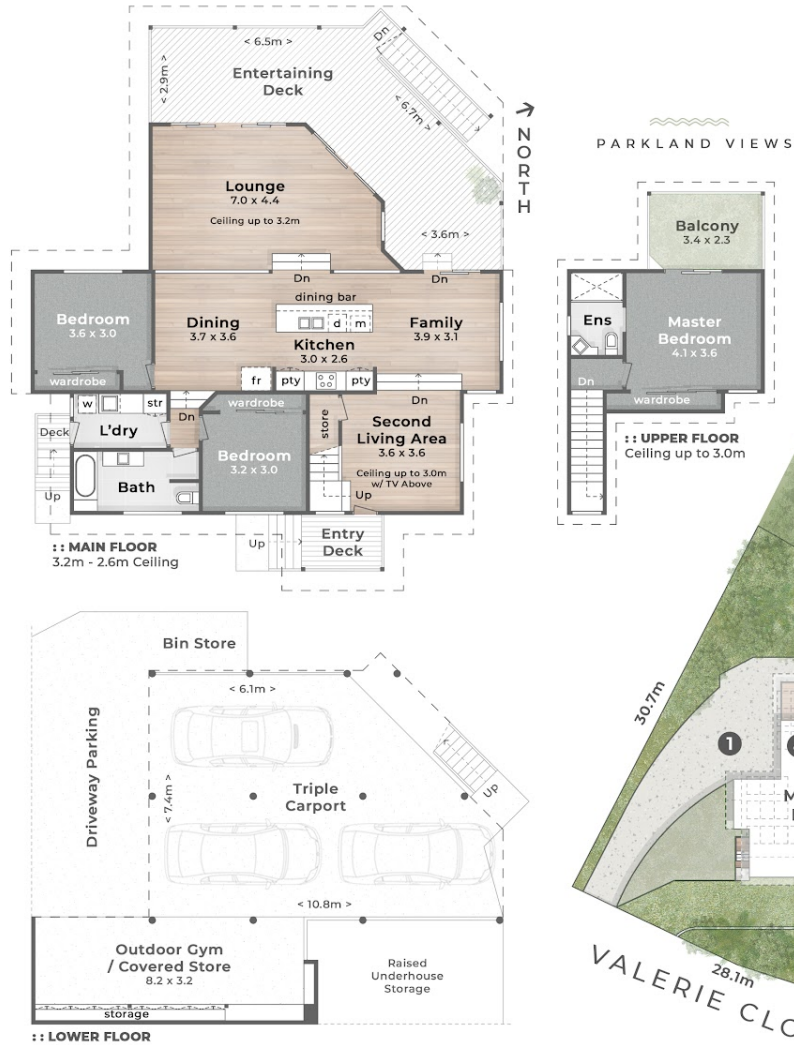 < 6.5m >
Dn
< 2.9m >
Entertaining
Deck
< 6.7m >
NORTH
Lounge
7.0 x 4.4
Ceiling up to 3.2m
< 3.6m >
Dn
Dn
dining bar
Bedroom
3.6 x 3.0
wardrobe
Dining
3.7 x 3.6
d m
Kitchen
3.0 x 2.6
Family
3.9 x 3.1
fr
pty
pty
Dn
w
str
L'dry
Deck
Up
Dn
wardrobe
Bedroom
3.2 x 3.0
store
Second
Living Area
3.6 x 3.6
Ceiling up to 3.0m
w/ TV Above
Up
Bath
Up
Entry
Deck
:: MAIN FLOOR
3.2m - 2.6m Ceiling
PARKLAND VIEWS
Balcony
3.4 x 2.3
Ens
Master
Bedroom
4.1 x 3.6
Dn
wardrobe
:: UPPER FLOOR
Ceiling up to 3.0m
Bin Store
< 6.1m >
Driveway Parking
< 7.4m >
Triple
Carport
Up
< 10.8m >
Outdoor Gym
/ Covered Store
8.2 x 3.2
storage
Raised
Underhouse
Storage
:: LOWER FLOOR
30.7m
1
M
28.1m
VALERIE CLO